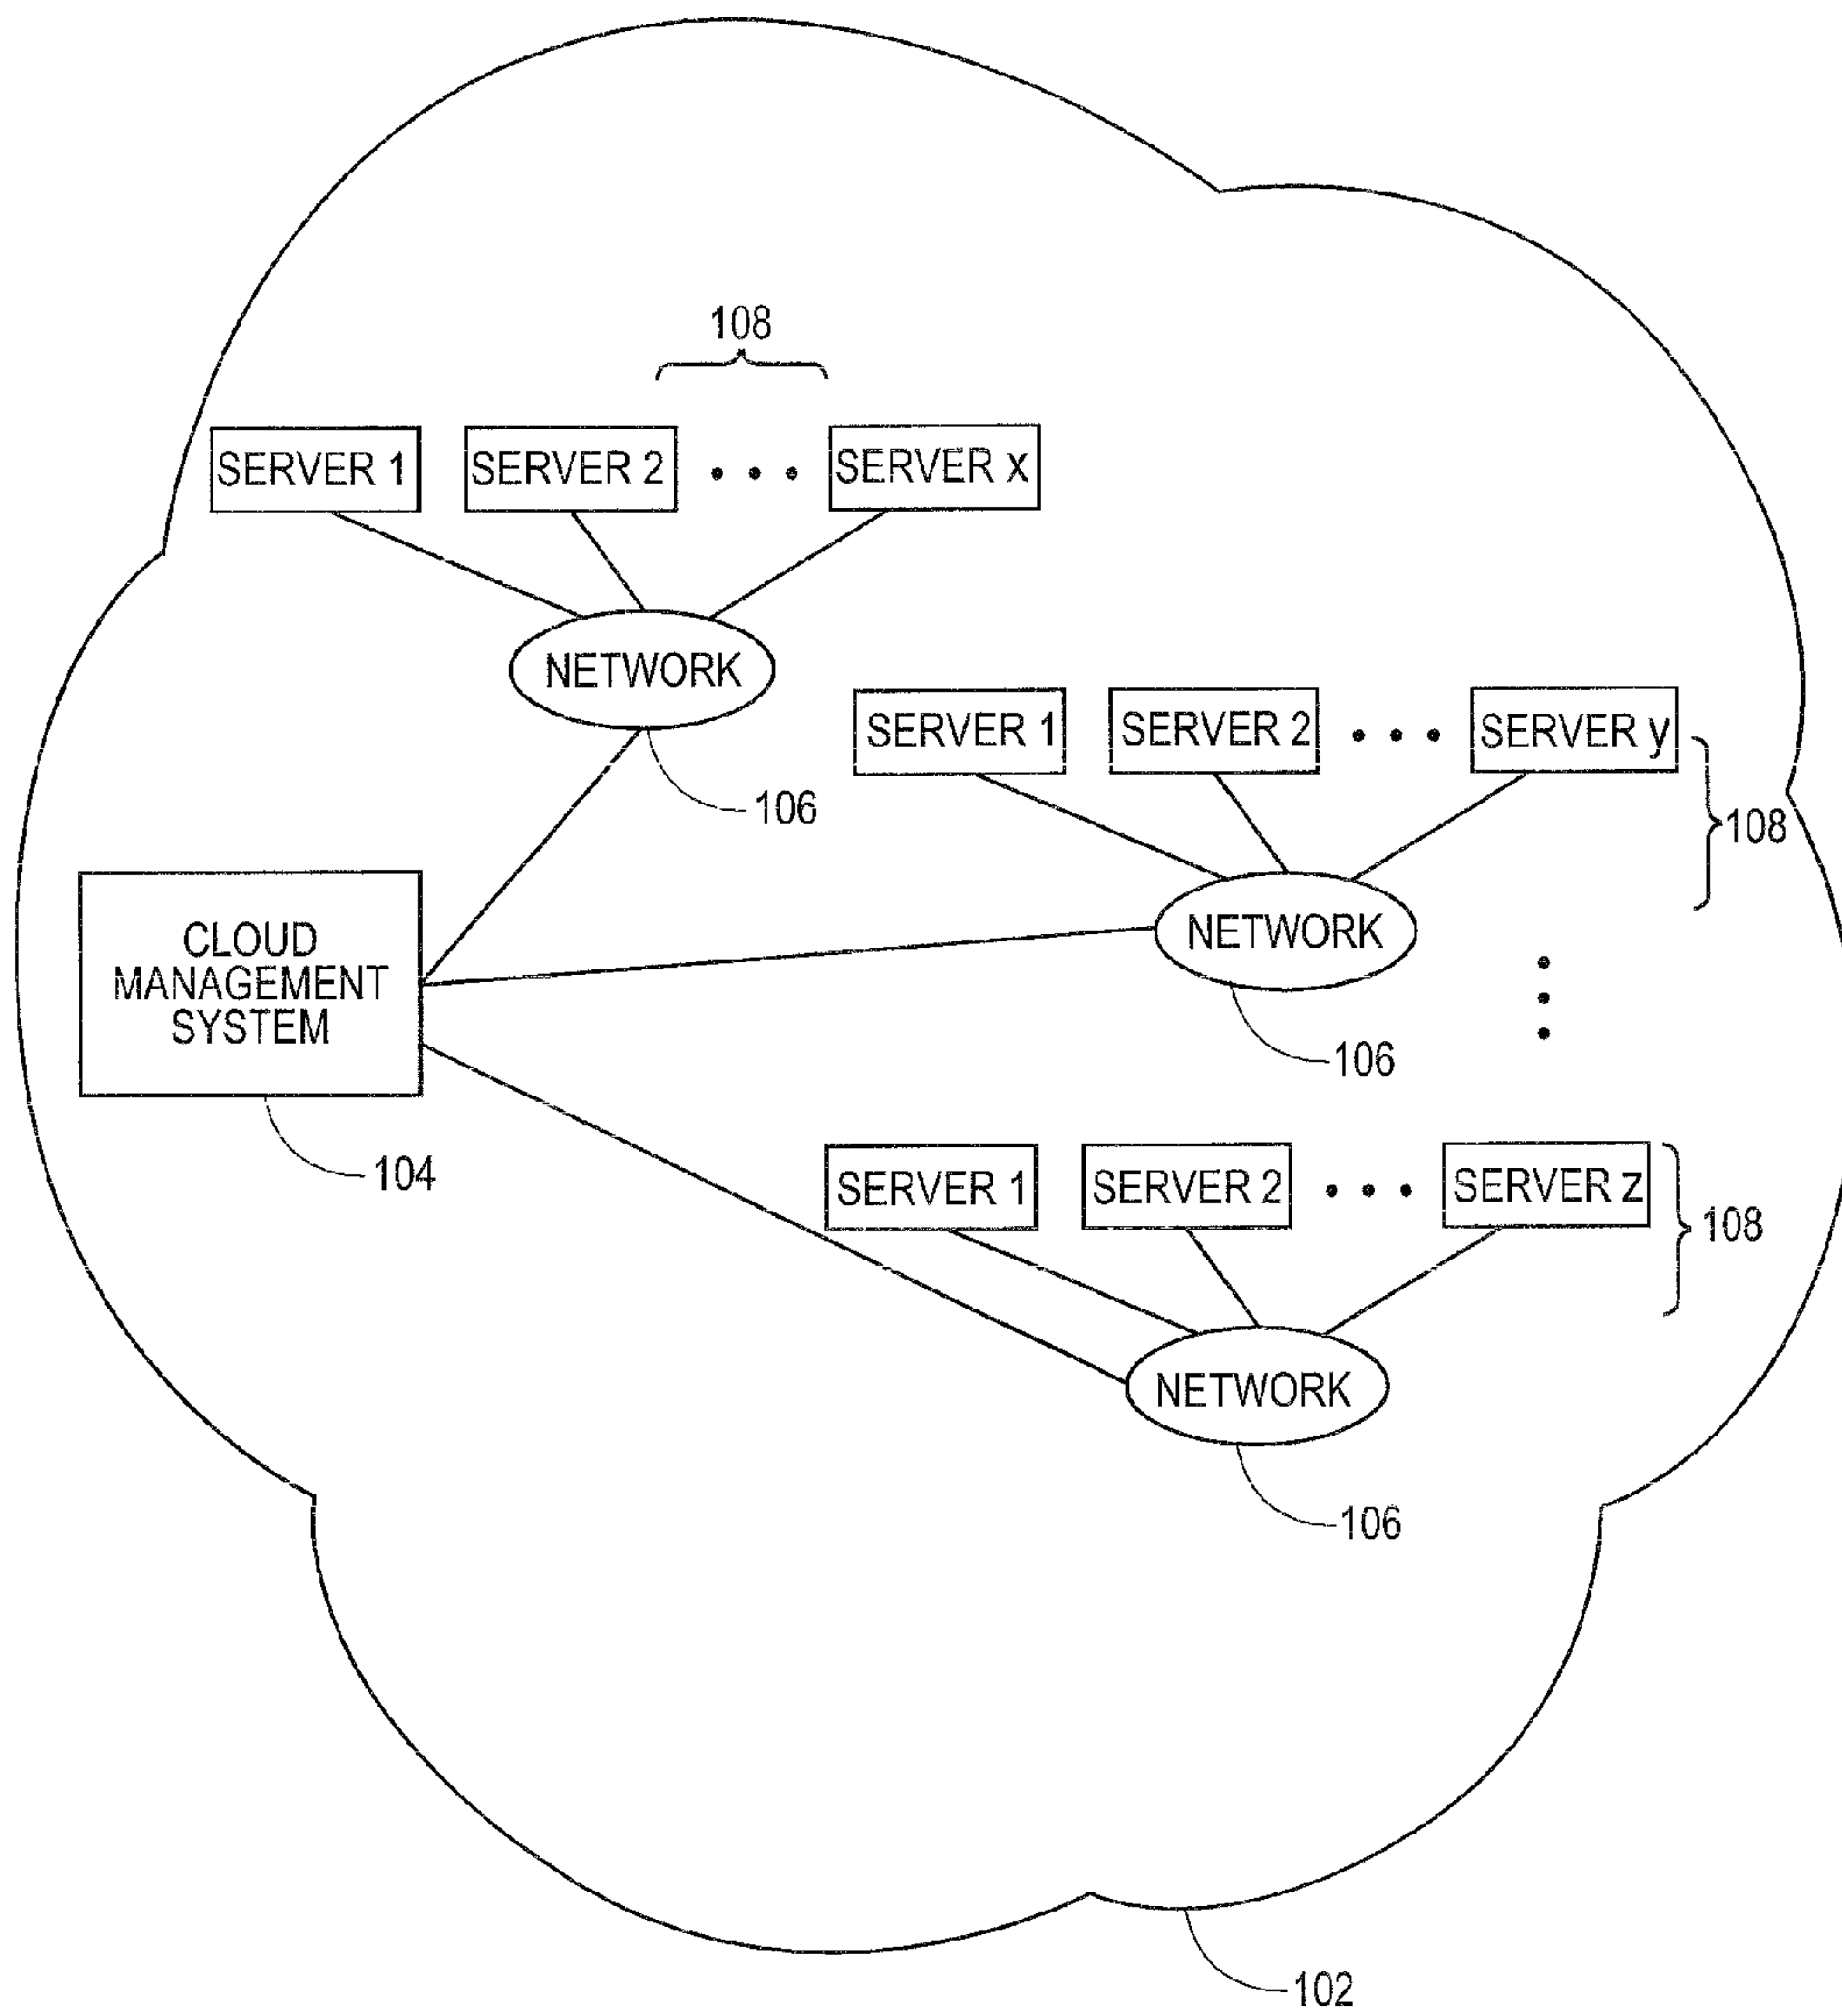 108
SERVER 1
SERVER 2
SERVER x
NETWORK
106
SERVER 1
SERVER 2
SERVER y
108
NETWORK
106
CLOUD
MANAGEMENT
SYSTEM
104
SERVER 1
SERVER 2
SERVER z
108
NETWORK
106
102